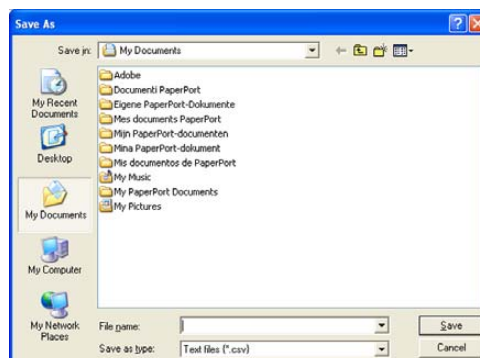 Save As
Save in:
My Documents
My Recent
Documents
Desktop
My Documents
My Computer
My Network
Places
Adobe
Documenti PaperPort
Eigene PaperPort-Dokumente
Mes documents PaperPort
Mijn PaperPort-documenten
Mina PaperPort-dokument
Mis documentos de PaperPort
My Music
My PaperPort Documents
My Pictures
File name:
Save
Save as type:
Text files (*.csv)
Cancel